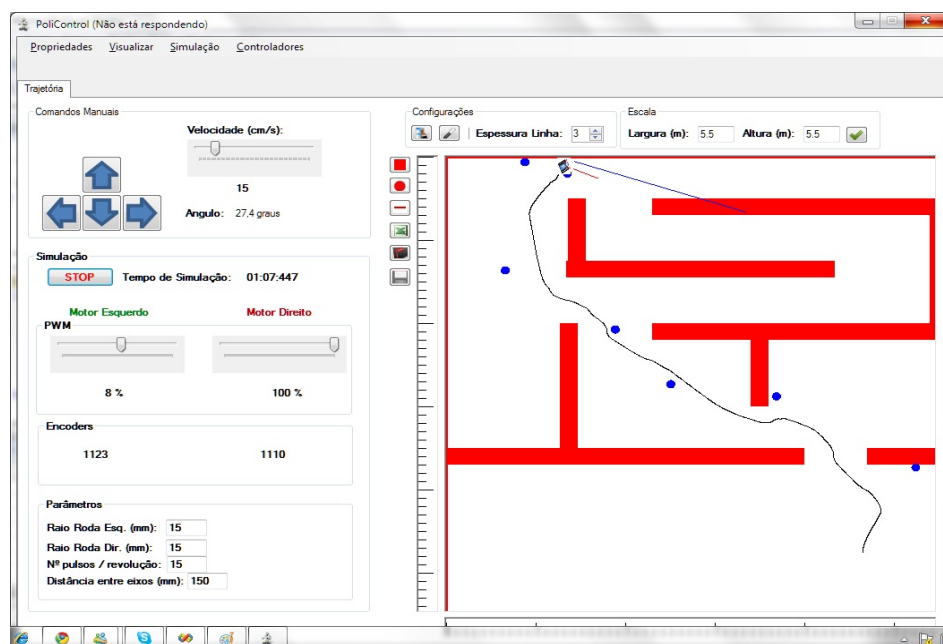 PoliControl (Não está respondendo)
Propriedades Visualizar Simulação Controladores
Trajetória
Comandos Manuais
Velocidade (cm/s):
15
Angulo: 27,4 graus
Configurações
Espessura Linha: 3
Escala
Largura (m): 5.5 Altura (m): 5.5
Simulação
STOP Tempo de Simulação: 01:07:447
Motor Esquerdo Motor Direito
PWM
8 % 100 %
Encoders
1123 1110
Parâmetros
Raio Roda Esq. (mm): 15
Raio Roda Dir. (mm): 15
Nº pulsos / revolução: 15
Distância entre eixos (mm): 150